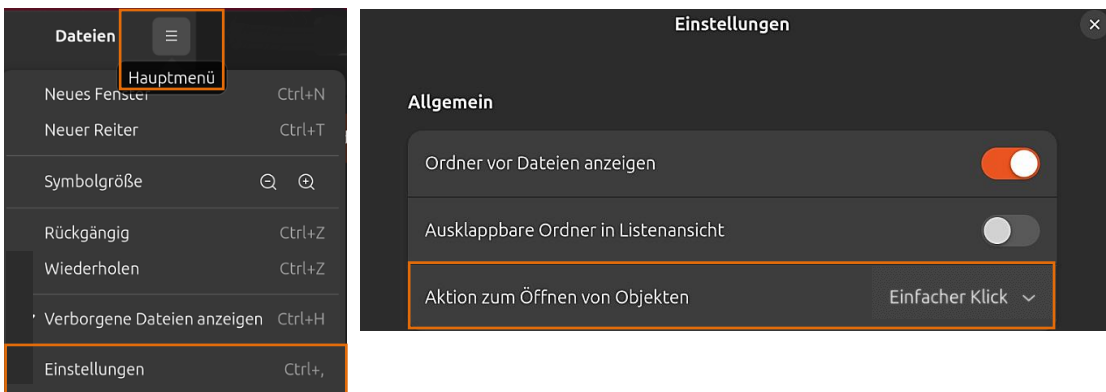 Dateien
Hauptmenü
Neues Fenster Ctrl+N
Neuer Reiter Ctrl+T
Symbolgröße
Rückgängig Ctrl+Z
Wiederholen Ctrl+Z
Verborgene Dateien anzeigen Ctrl+H
Einstellungen Ctrl+,
Einstellungen
Allgemein
Ordner vor Dateien anzeigen
Ausklappbare Ordner in Listenansicht
Aktion zum Öffnen von Objekten Einfacher Klick